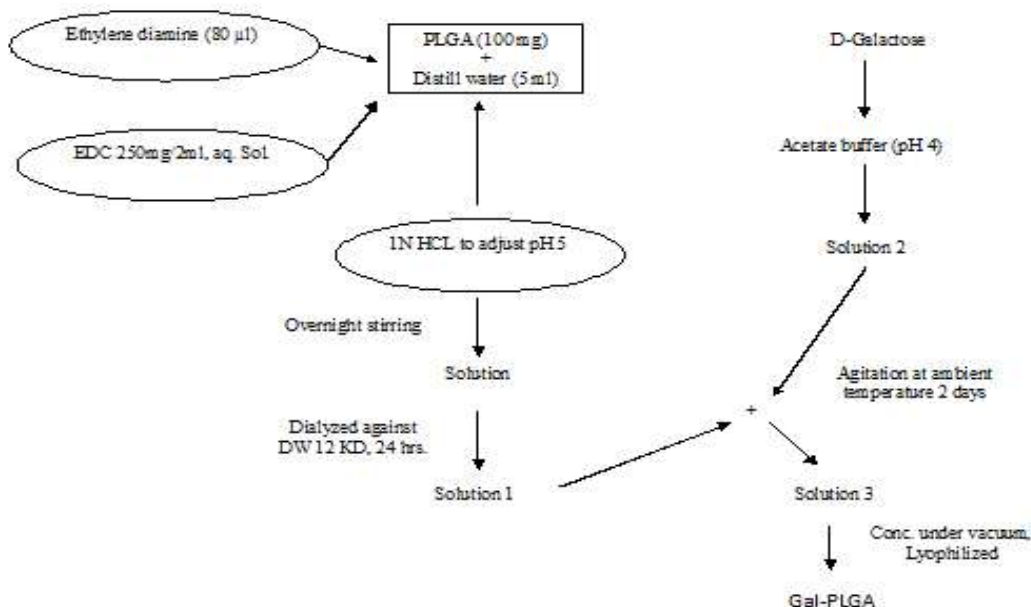 Ethylene diamine (80 µl)
PLGA (100mg)
+
Distill water (5ml)
EDC 250mg/2ml, aq. Sol.
1N HCL to adjust pH 5
Overnight stirring
Solution
Dialyzed against
DW 12 KD, 24 hrs.
Solution 1
D-Galactose
Acetate buffer (pH 4)
Solution 2
Agitation at ambient
temperature 2 days
+
Solution 3
Conc. under vacuum,
Lyophilized
Gal-PLGA